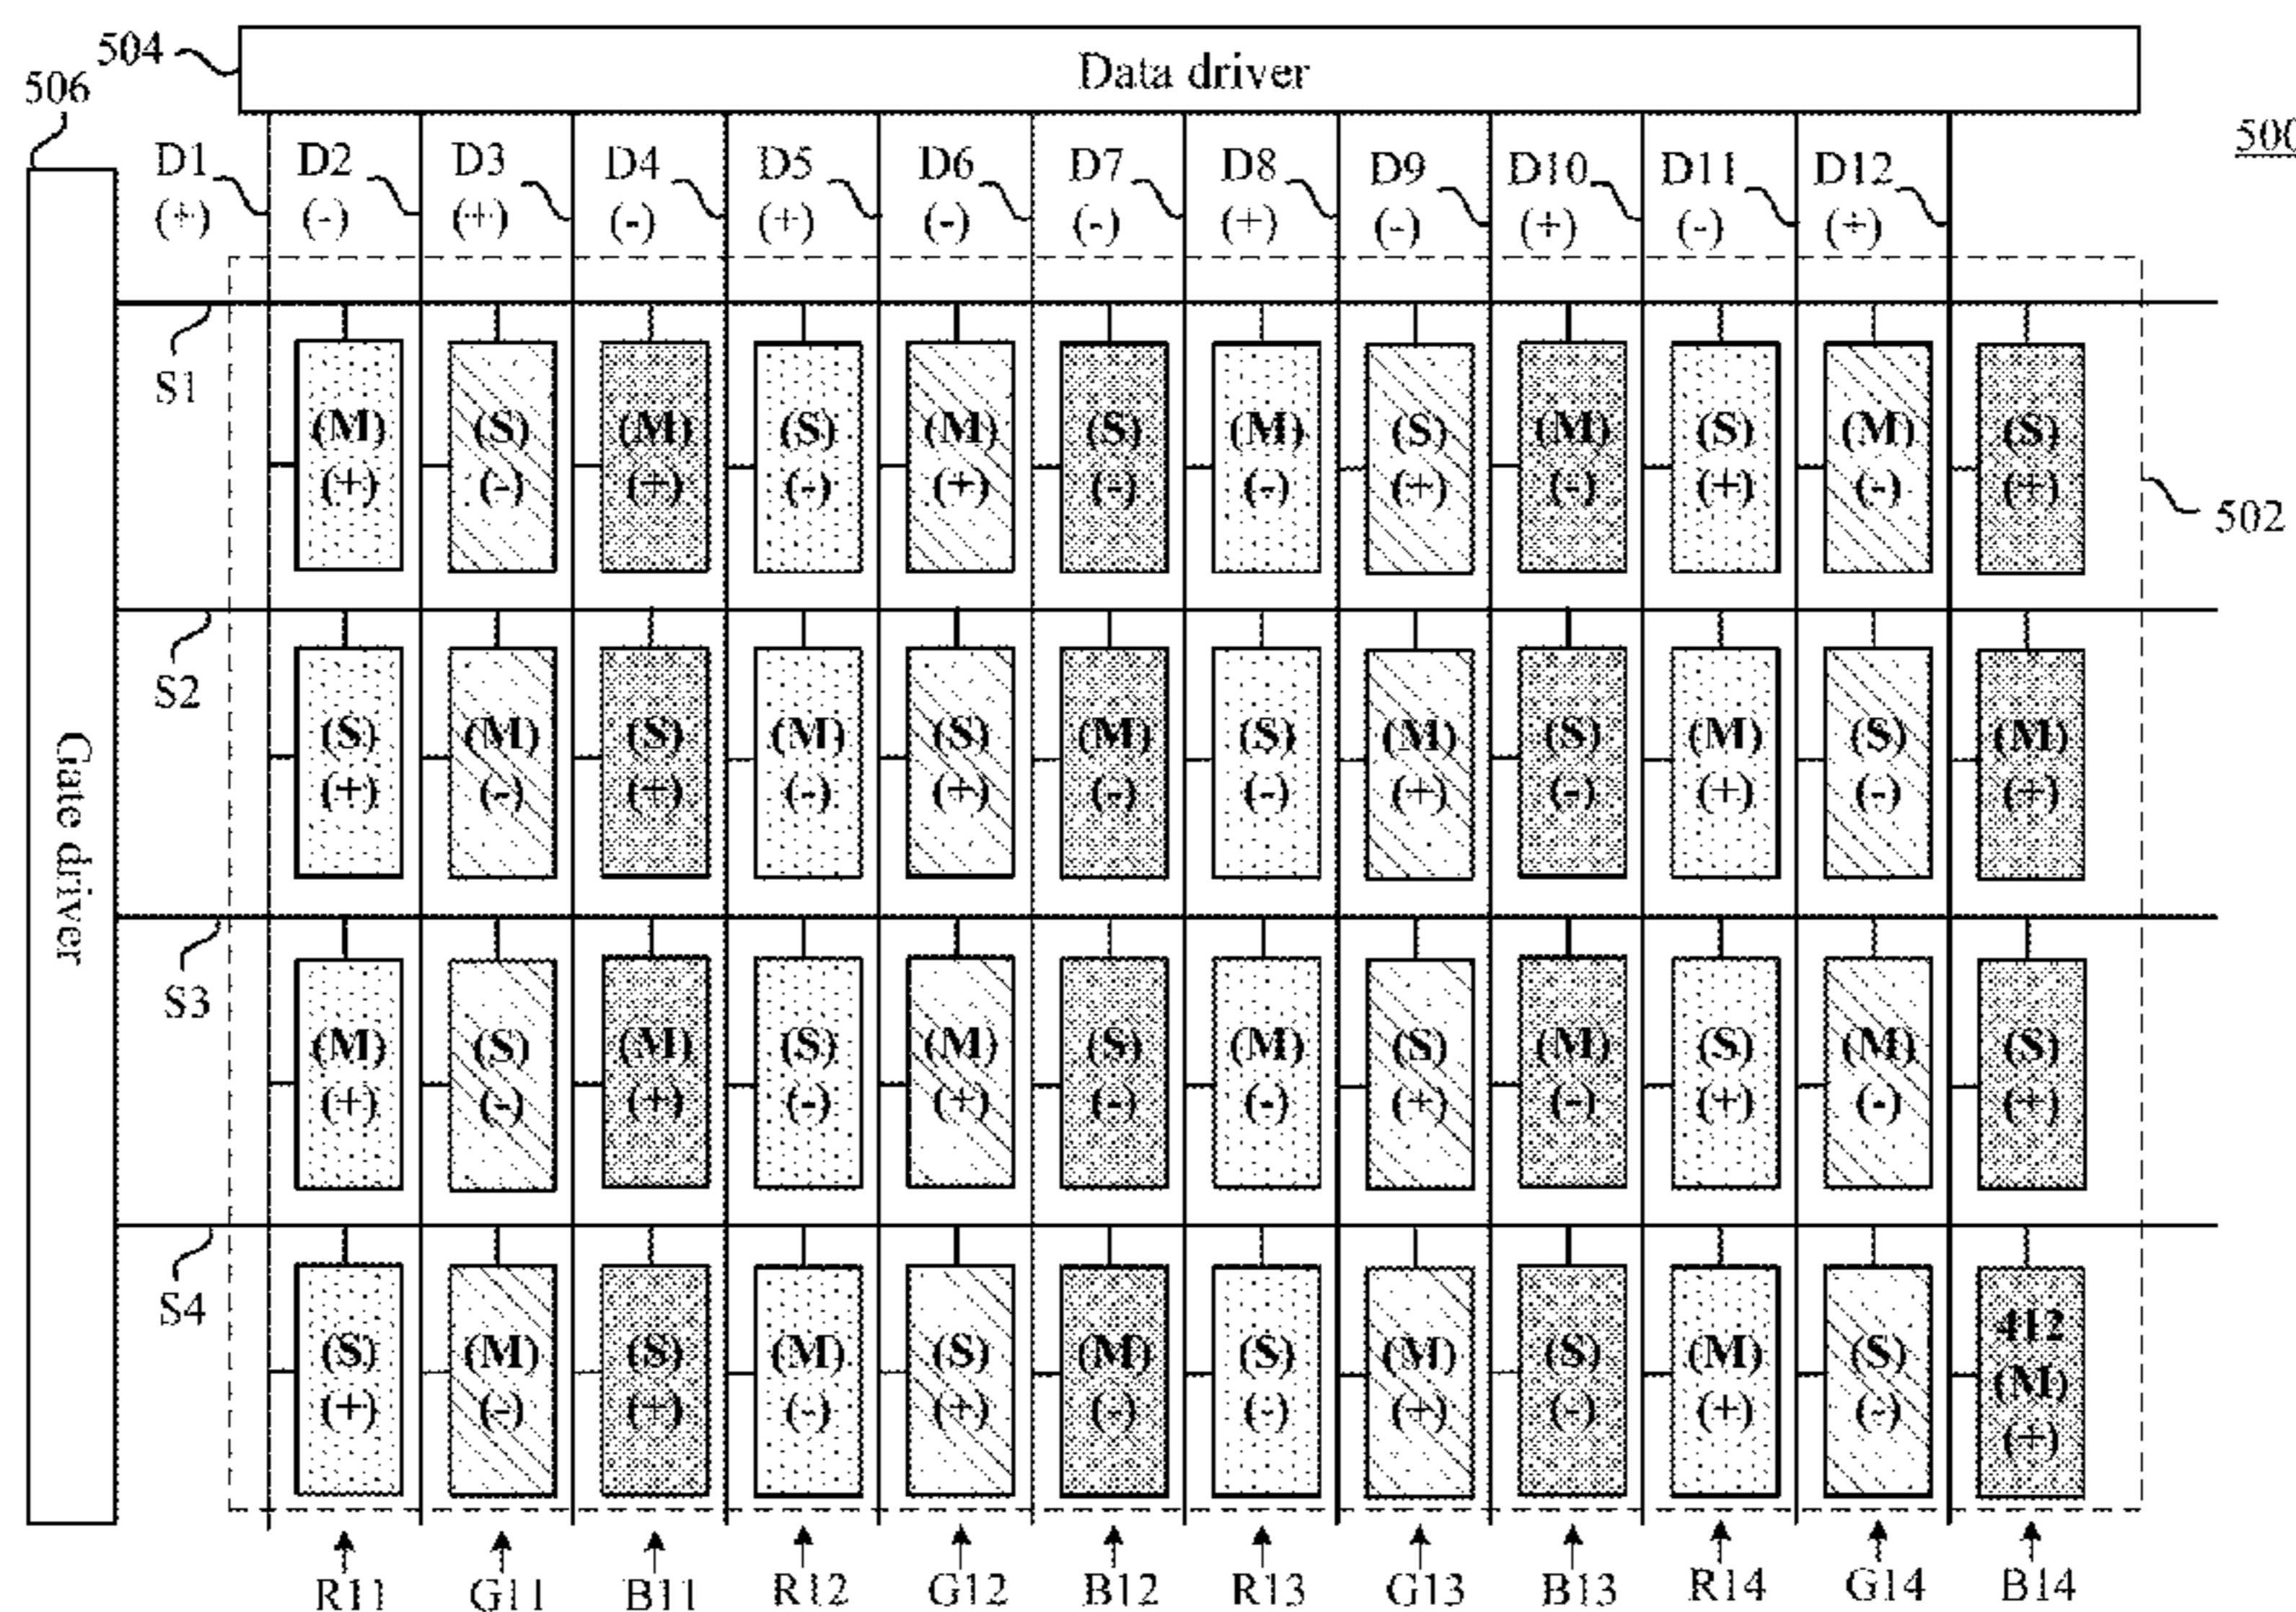 504
Data driver
506
500
D1 D2 D3 D4 D5 D6 D7 D8 D9 D10 D11 D12
(+) (-) (+) (-) (+) (-) (-) (+) (-) (+) (-) (+)
S1
(M) (S) (M) (S) (M) (S) (M) (S) (M) (S) (M) (S)
(+) (-) (+) (-) (+) (-) (-) (+) (-) (+) (-) (+)
502
S2
(S) (M) (S) (M) (S) (M) (S) (M) (S) (M) (S) (M)
(+) (-) (+) (-) (+) (-) (-) (+) (-) (+) (-) (+)
Gate driver
S3
(M) (S) (M) (S) (M) (S) (M) (S) (M) (S) (M) (S)
(+) (-) (+) (-) (+) (-) (-) (+) (-) (+) (-) (+)
S4
412
(S) (M) (S) (M) (S) (M) (S) (M) (S) (M) (S) (M)
(+) (-) (+) (-) (+) (-) (-) (+) (-) (+) (-) (+)
R11 G11 B11 R12 G12 B12 R13 G13 B13 R14 G14 B14